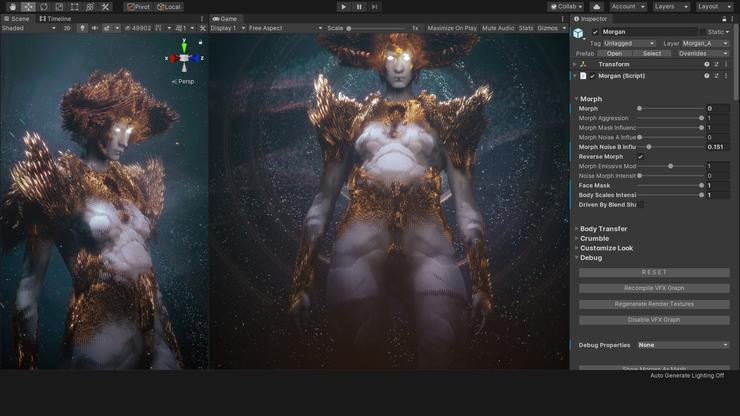 Pivot
Local
Collab
Account
Layers
Layout
Scene
Timeline
Game
Inspector
Shaded
2D
49902
Display 1
Free Aspect
Scale
1x
Maximize On Play
Mute Audio
Stats
Gizmos
y
x
z
Persp
Morgan
Static
Tag
Untagged
Layer
Morgan_A
Prefab
Open
Select
Overrides
Transform
Morgan (Script)
Morph
Morph
0
Morph Aggression
1
Morph Mask Influenc
1
Morph Noise A Influe
0
Morph Noise B Influ
0.151
Reverse Morph
Morph Emissive Mod
1
Noise Morph Intensit
0
Face Mask
1
Body Scales Intensi
1
Driven By Blend Sha
Body Transfer
Crumble
Customize Look
Debug
RESET
Recompile VFX Graph
Regenerate Render Textures
Disable VFX Graph
Debug Properties
None
Show Morgan As Mesh
Auto Generate Lighting Off